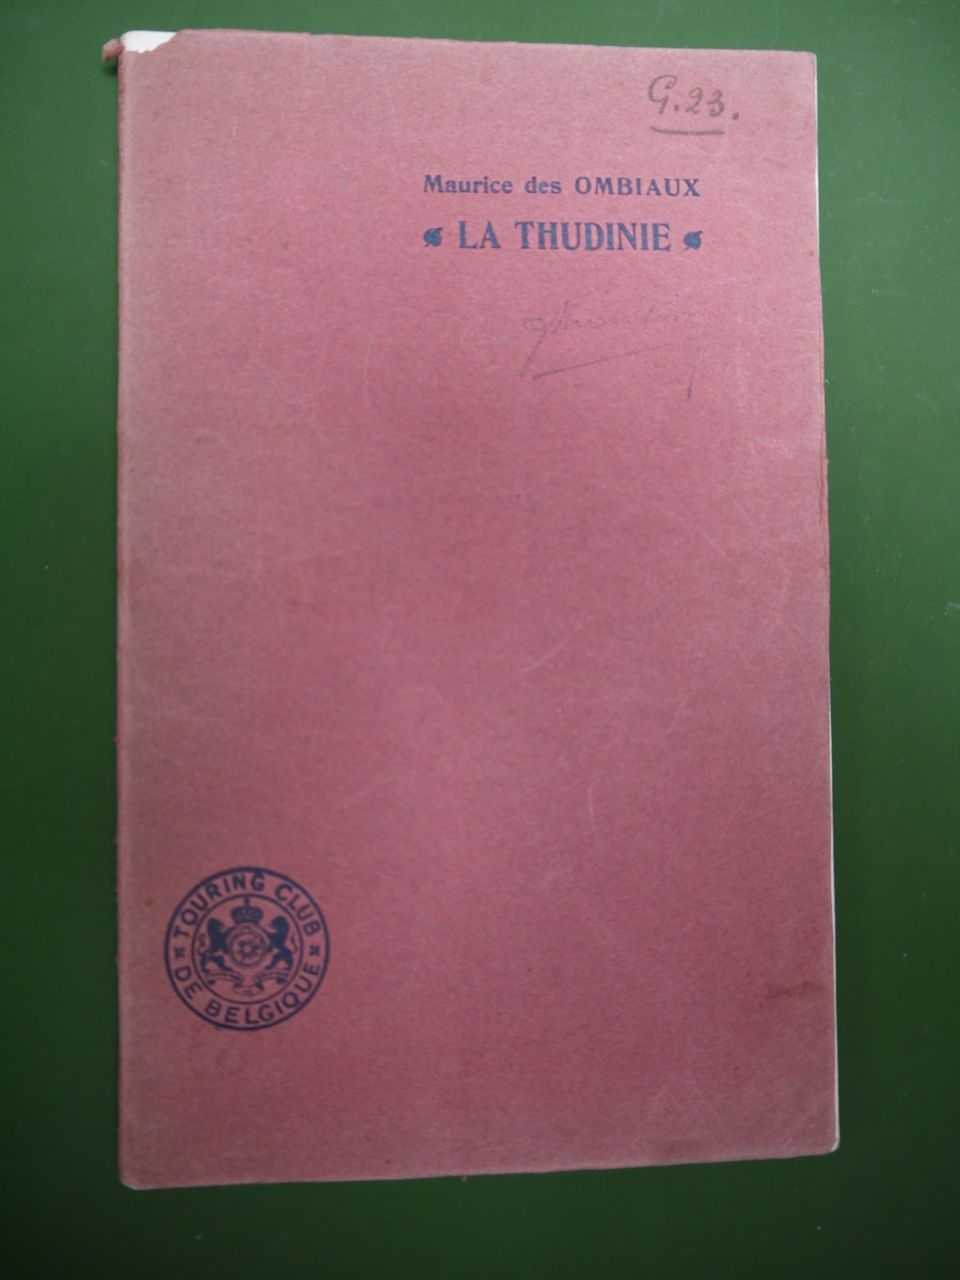 G.23.
Maurice des OMBIAUX
LA THUDINIE
TOURING CLUB
DE BELGIQUE